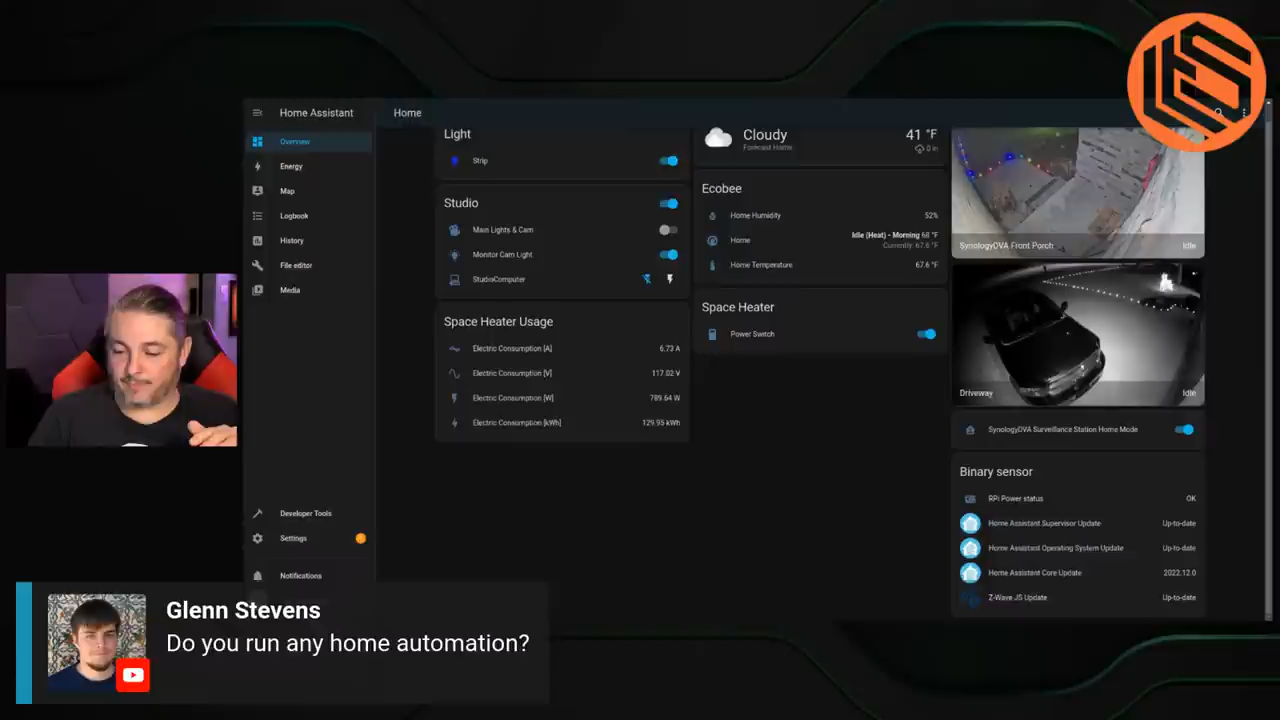 Home Assistant
Home
Overview
Energy
Map
Logbook
History
File editor
Media
Developer Tools
Settings
Notifications
Light
Strip
Studio
Main Lights & Cam
Monitor Cam Light
StudioComputer
Space Heater Usage
Electric Consumption [A] 6.73 A
Electric Consumption [V] 117.02 V
Electric Consumption [W] 789.64 W
Electric Consumption [kWh] 129.95 kWh
Cloudy 41 °F
Forecast Home 0 in
Ecobee
Home Humidity 52%
Home Idle (Heat) - Morning 68 °F
Currently: 67.6 °F
Home Temperature 67.6 °F
Space Heater
Power Switch
SynologyDVA Front Porch Idle
Driveway Idle
SynologyDVA Surveillance Station Home Mode
Binary sensor
RPi Power status OK
Home Assistant Supervisor Update Up-to-date
Home Assistant Operating System Update Up-to-date
Home Assistant Core Update 2022.12.0
Z-Wave JS Update Up-to-date
Glenn Stevens
Do you run any home automation?